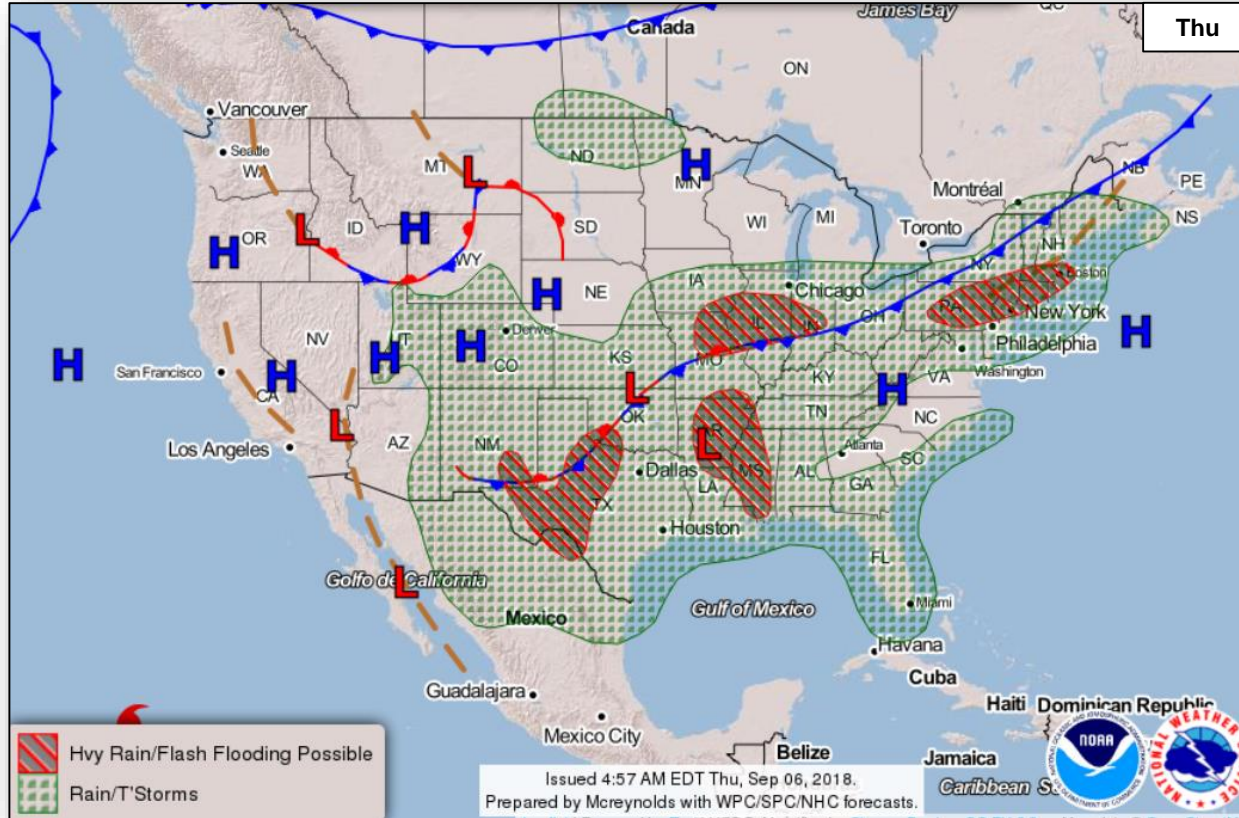 James Bay
QC
Thu
Canada
ON
Vancouver
Seattle
WA
MT
ND
MN
NB
PE
Montréal
NS
OR
ID
SD
WI
MI
Toronto
NH
WY
NY
Boston
NE
IA
Chicago
PA
New York
NV
UT
Denver
IL
IN
OH
Philadelphia
San Francisco
CO
KS
MO
KY
VA
Washington
CA
OK
TN
NC
Los Angeles
AZ
NM
Atlanta
SC
Dallas
MS
AL
GA
LA
TX
Houston
FL
Golfo de California
Gulf of Mexico
Miami
Mexico
Havana
Cuba
Guadalajara
Haiti
Dominican Republic
Mexico City
Belize
Jamaica
Caribbean
H
H
H
H
H
H
H
H
H
H
L
L
L
L
L
L
Hvy Rain/Flash Flooding Possible
Rain/T'Storms
Issued 4:57 AM EDT Thu, Sep 06, 2018.
Prepared by Mcreynolds with WPC/SPC/NHC forecasts.
NOAA
NATIONAL WEATHER